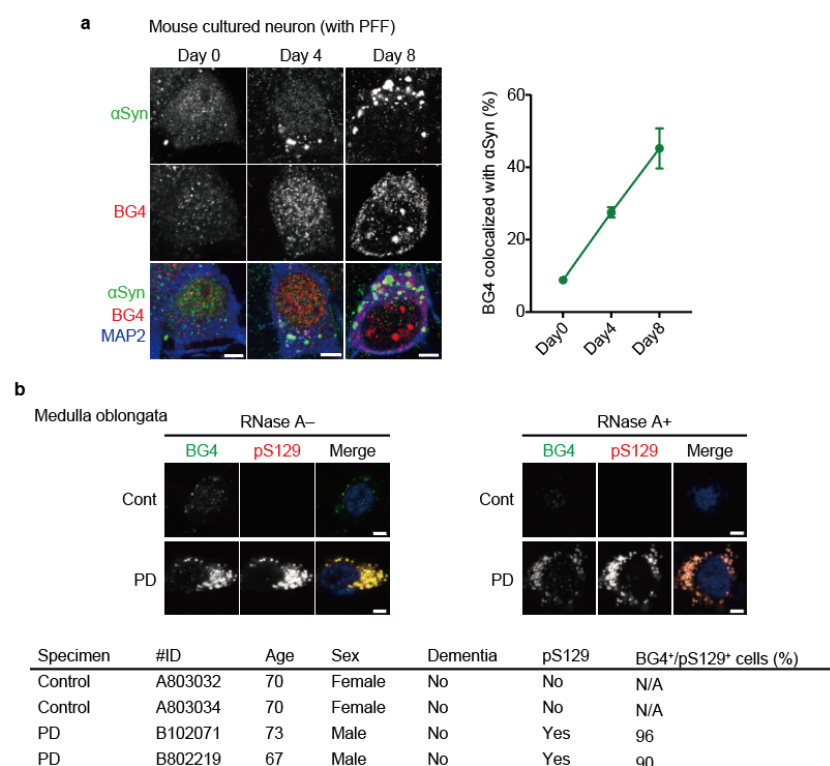 a
Mouse cultured neuron (with PFF)
Day 0 Day 4 Day 8
αSyn
BG4
αSyn
BG4
MAP2
BG4 colocalized with αSyn (%)
60
40
20
0
Day0 Day4 Day8
b
Medulla oblongata
RNase A– RNase A+
BG4 pS129 Merge BG4 pS129 Merge
Cont Cont
PD PD
Specimen #ID Age Sex Dementia pS129 BG4⁺/pS129⁺ cells (%)
Control A803032 70 Female No No N/A
Control A803034 70 Female No No N/A
PD B102071 73 Male No Yes 96
PD B802219 67 Male No Yes 90